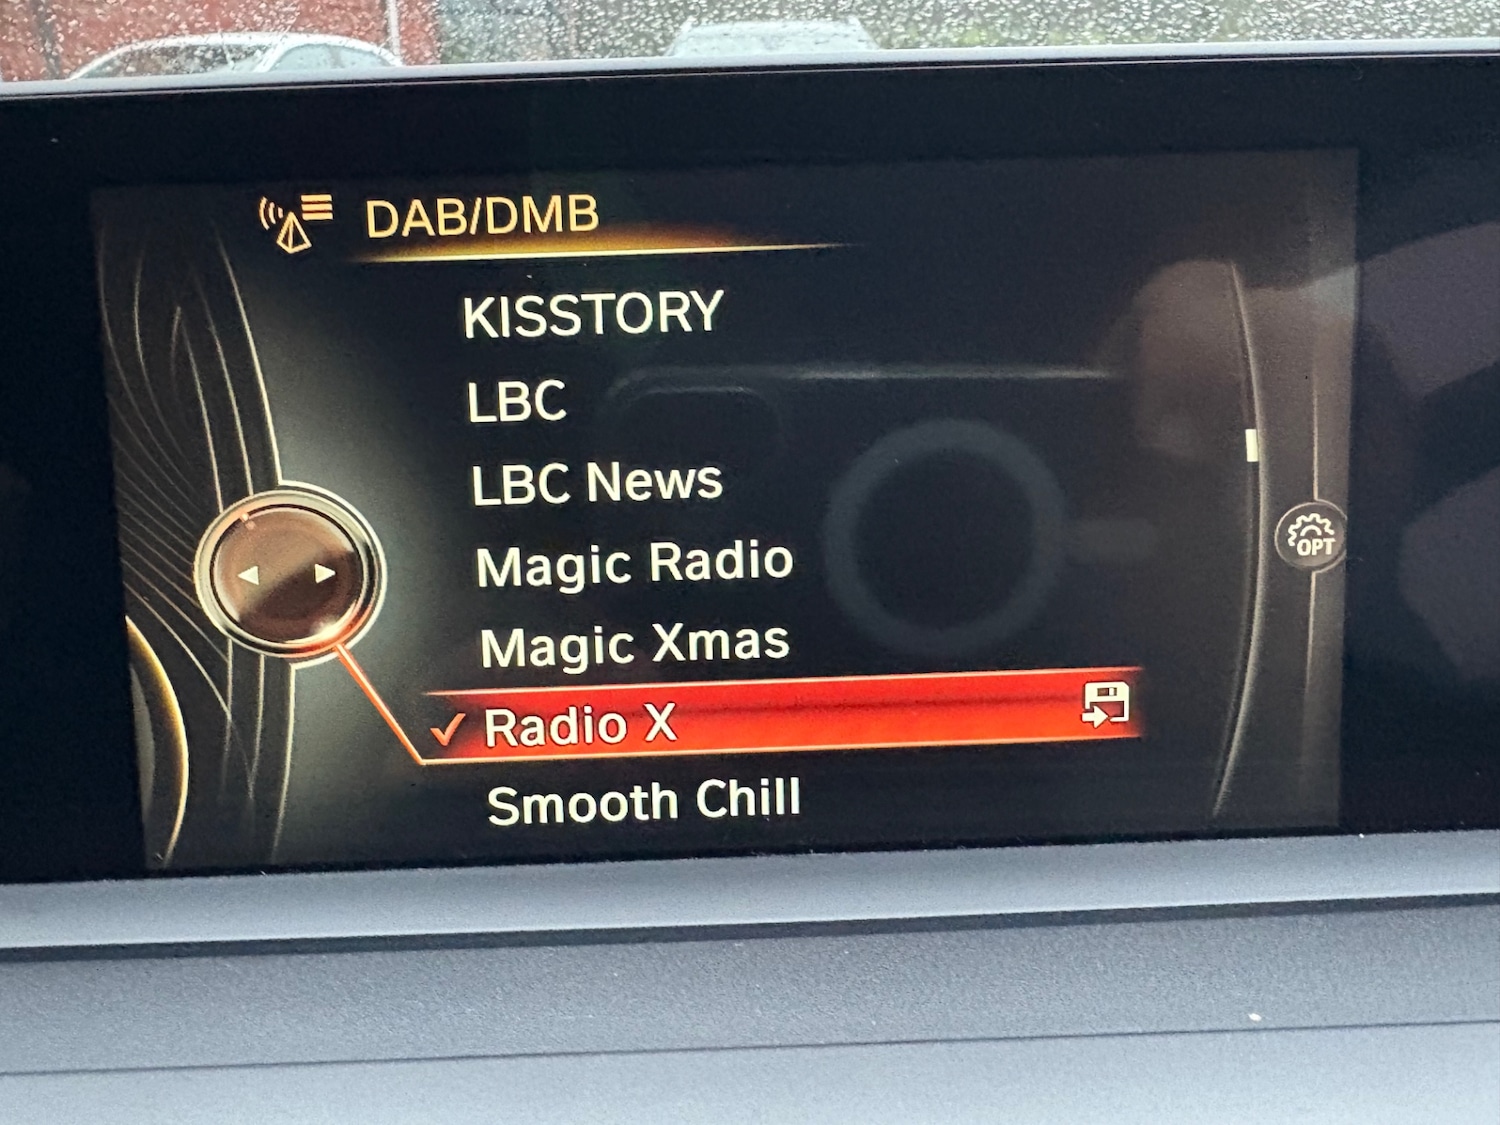 DAB/DMB
KISSTORY
LBC
LBC News
Magic Radio
Magic Xmas
Radio X
Smooth Chill
OPT